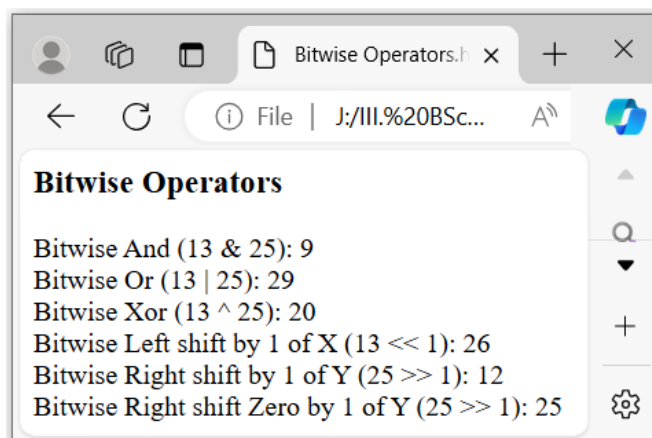 Bitwise Operators.h
File | J:/III.%20BSc...
Bitwise Operators
Bitwise And (13 & 25): 9
Bitwise Or (13 | 25): 29
Bitwise Xor (13 ^ 25): 20
Bitwise Left shift by 1 of X (13 << 1): 26
Bitwise Right shift by 1 of Y (25 >> 1): 12
Bitwise Right shift Zero by 1 of Y (25 >> 1): 25